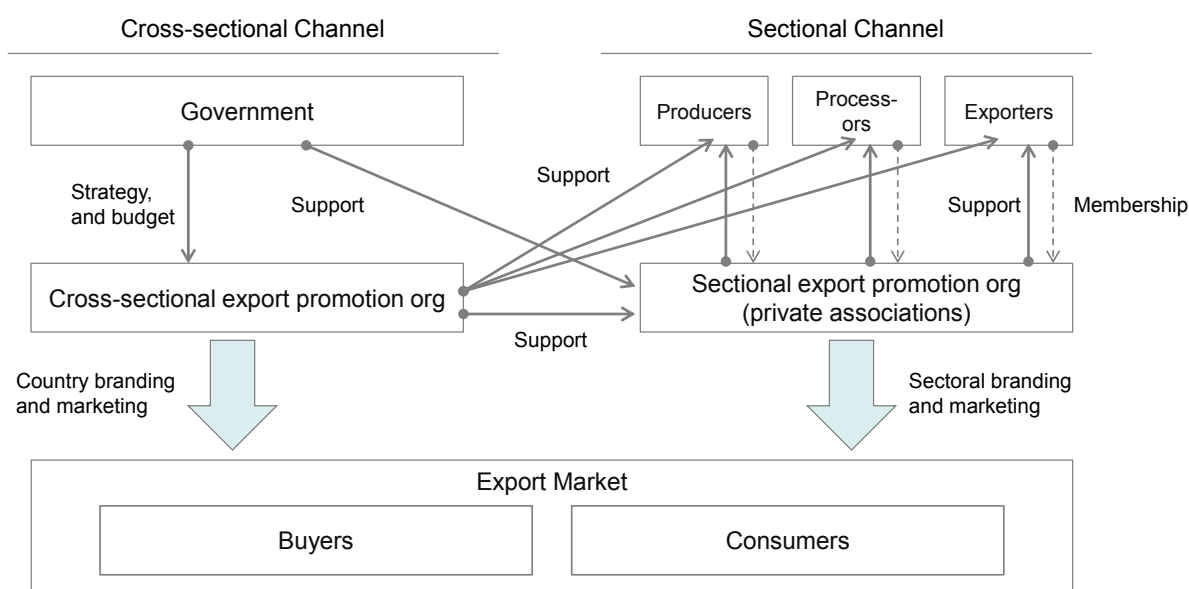 Cross-sectional Channel
Sectional Channel
Government
Producers
Process-
ors
Exporters
Strategy,
and budget
Support
Support
Support
Membership
Cross-sectional export promotion org
Sectional export promotion org
(private associations)
Support
Country branding
and marketing
Sectoral branding
and marketing
Export Market
Buyers
Consumers